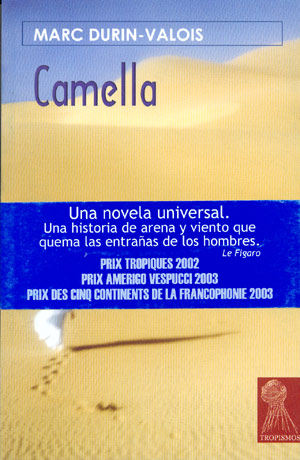 MARC DURIN-VALOIS
Camella
Una novela universal.
Una historia de arena y viento que
quema las entrañas de los hombres.
Le Figaro
PRIX TROPIQUES 2002
PRIX AMERIGO VESPUCCI 2003
PRIX DES CINQ CONTINENTS DE LA FRANCOPHONIE 2003
TROPISMOS